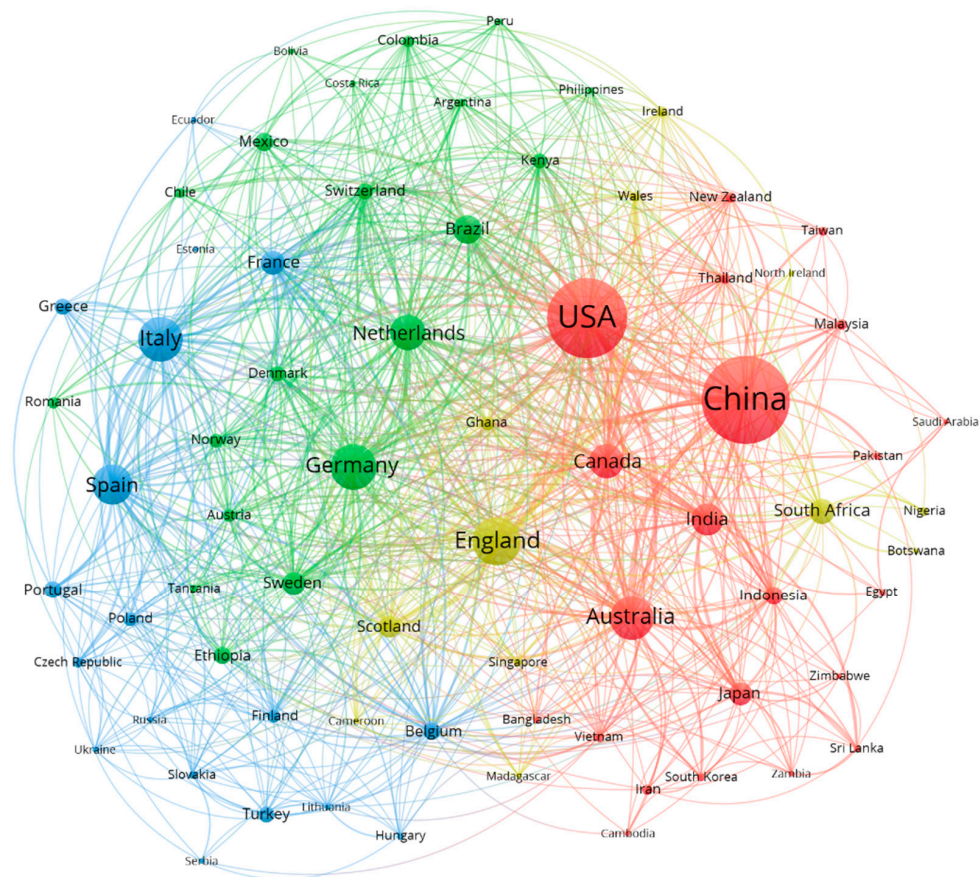 Peru
Colombia
Bolivia
Costa Rica
Philippines
Argentina
Ireland
Ecuador
Mexico
Kenya
Switzerland
Chile
Wales
New Zealand
Brazil
Taiwan
Estonia
France
North Ireland
Thailand
Greece
USA
Malaysia
Netherlands
Italy
Denmark
China
Romania
Ghana
Saudi Arabia
Norway
Pakistan
Canada
Germany
Spain
South Africa
Nigeria
Austria
India
England
Botswana
Sweden
Tanzania
Portugal
Egypt
Indonesia
Australia
Poland
Scotland
Ethiopia
Czech Republic
Singapore
Zimbabwe
Japan
Finland
Russia
Cameroon
Bangladesh
Belgium
Vietnam
Ukraine
Sri Lanka
Slovakia
Madagascar
South Korea
Zambia
Iran
Lithuania
Turkey
Cambodia
Hungary
Serbia